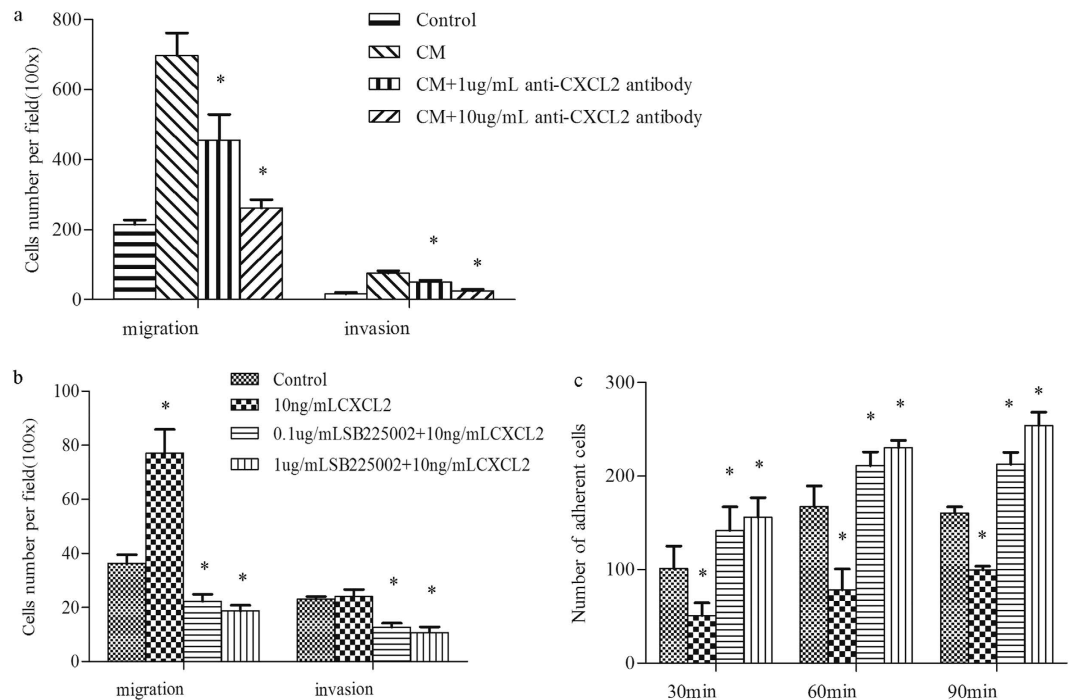 a
Cells number per field(100x)
800
600
400
200
0
*
*
*
*
migration
invasion
Control
CM
CM+1ug/mL anti-CXCL2 antibody
CM+10ug/mL anti-CXCL2 antibody
b
Cells number per field(100x)
100
80
60
40
20
0
*
*
*
*
*
migration
invasion
Control
10ng/mLCXCL2
0.1ug/mLSB225002+10ng/mLCXCL2
1ug/mLSB225002+10ng/mLCXCL2
c
Number of adherent cells
300
200
100
0
*
*
*
*
*
*
*
*
*
30min
60min
90min